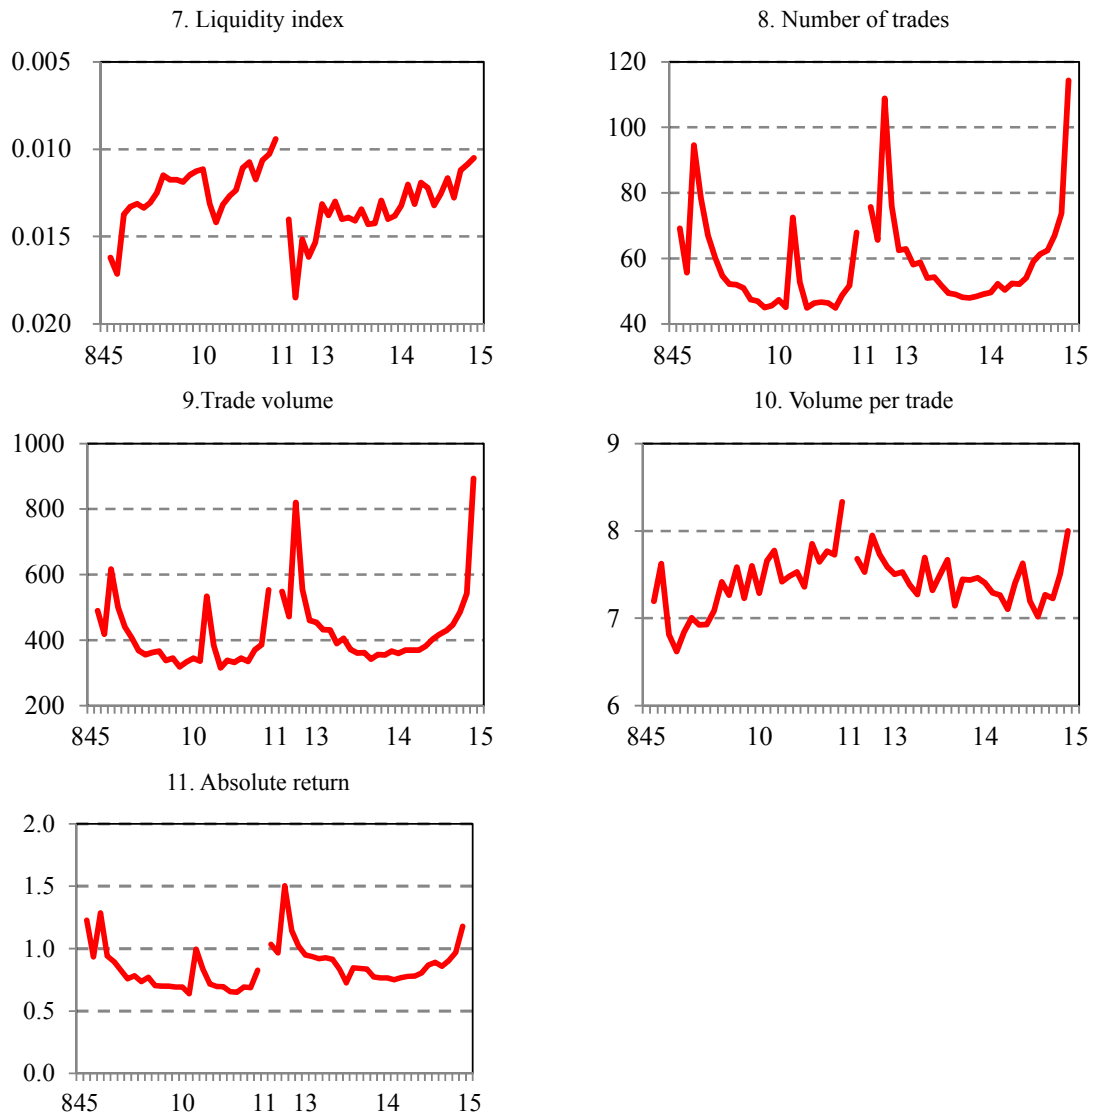 7. Liquidity index
0.005
0.010
0.015
0.020
845 10 11 13 14 15
8. Number of trades
120
100
80
60
40
845 10 11 13 14 15
9.Trade volume
1000
800
600
400
200
845 10 11 13 14 15
10. Volume per trade
9
8
7
6
845 10 11 13 14 15
11. Absolute return
2.0
1.5
1.0
0.5
0.0
845 10 11 13 14 15